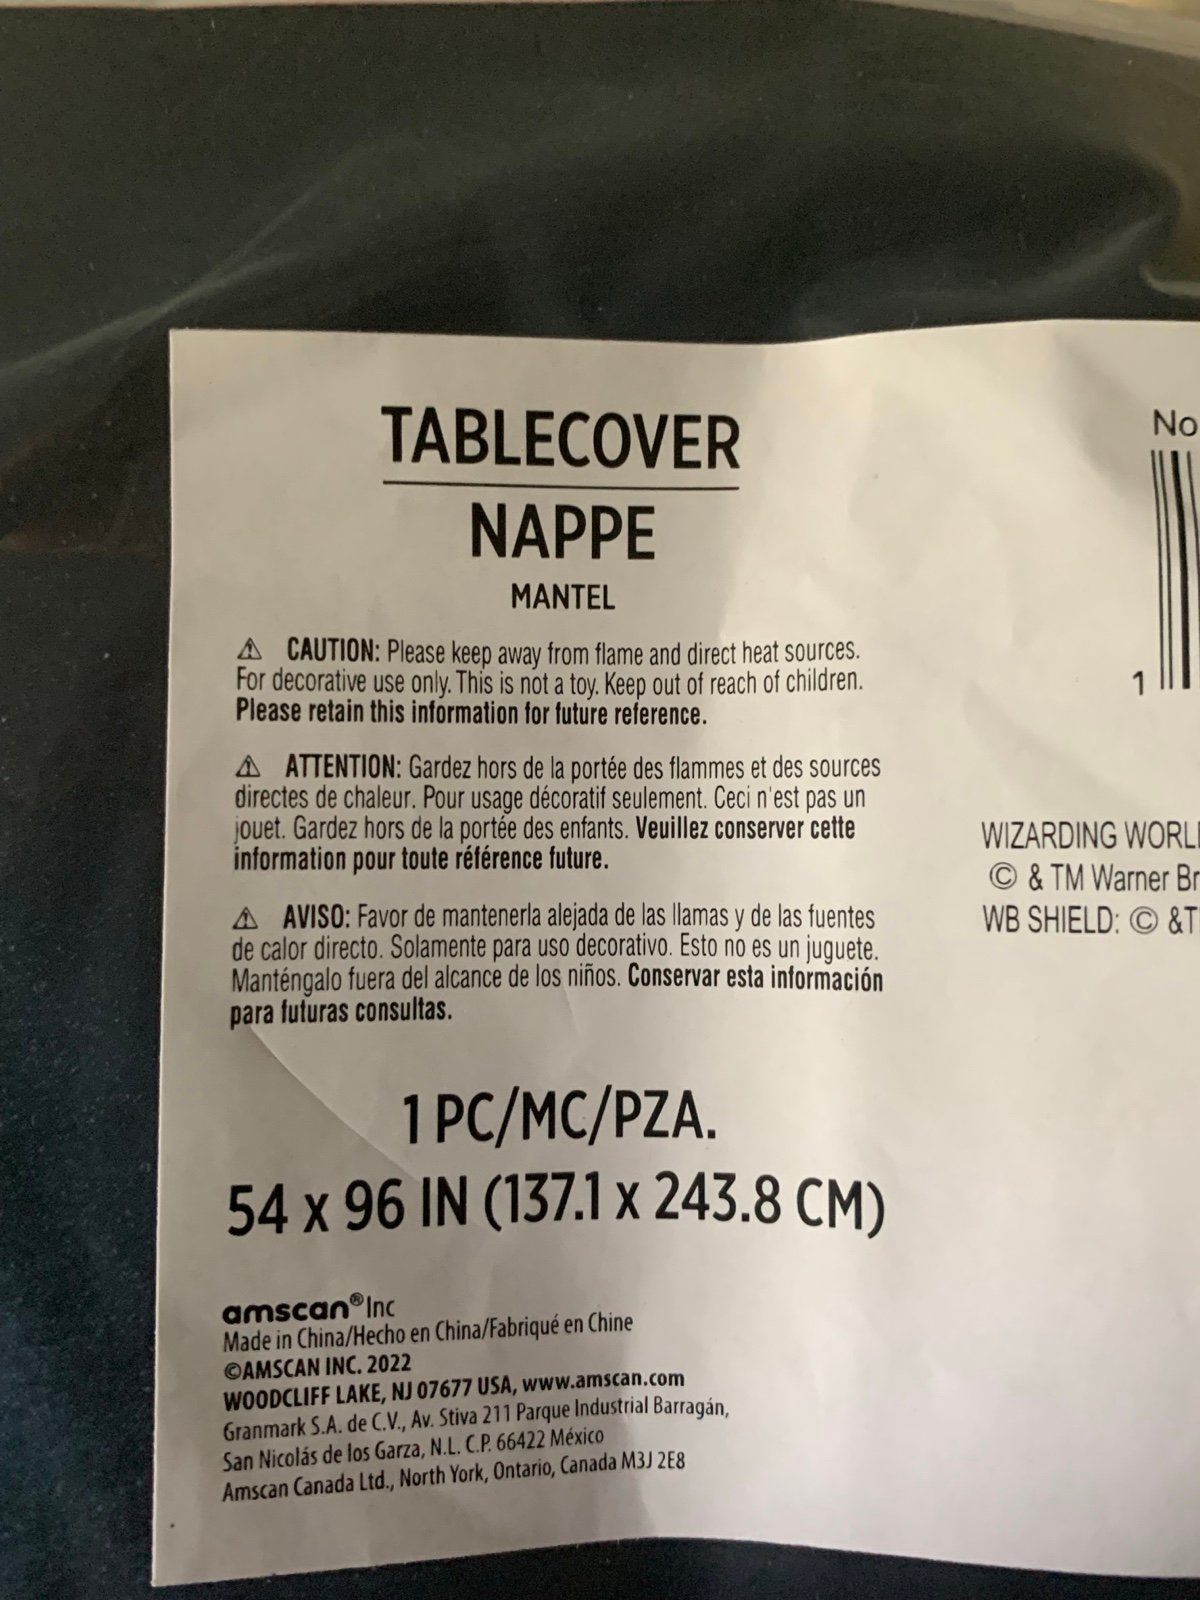 TABLECOVER
NAPPE
MANTEL
⚠ CAUTION: Please keep away from flame and direct heat sources.
For decorative use only. This is not a toy. Keep out of reach of children.
Please retain this information for future reference.
⚠ ATTENTION: Gardez hors de la portée des flammes et des sources
directes de chaleur. Pour usage décoratif seulement. Ceci n'est pas un
jouet. Gardez hors de la portée des enfants. Veuillez conserver cette
information pour toute référence future.
⚠ AVISO: Favor de mantenerla alejada de las llamas y de las fuentes
de calor directo. Solamente para uso decorativo. Esto no es un juguete.
Manténgalo fuera del alcance de los niños. Conservar esta información
para futuras consultas.
1 PC/MC/PZA.
54 x 96 IN (137.1 x 243.8 CM)
amscan® Inc
Made in China/Hecho en China/Fabriqué en Chine
©AMSCAN INC. 2022
WOODCLIFF LAKE, NJ 07677 USA, www.amscan.com
Granmark S.A. de C.V., Av. Stiva 211 Parque Industrial Barragán,
San Nicolás de los Garza, N.L. C.P. 66422 México
Amscan Canada Ltd., North York, Ontario, Canada M3J 2E8
No
1
WIZARDING
© & TM Warner
WB SHIELD: ©